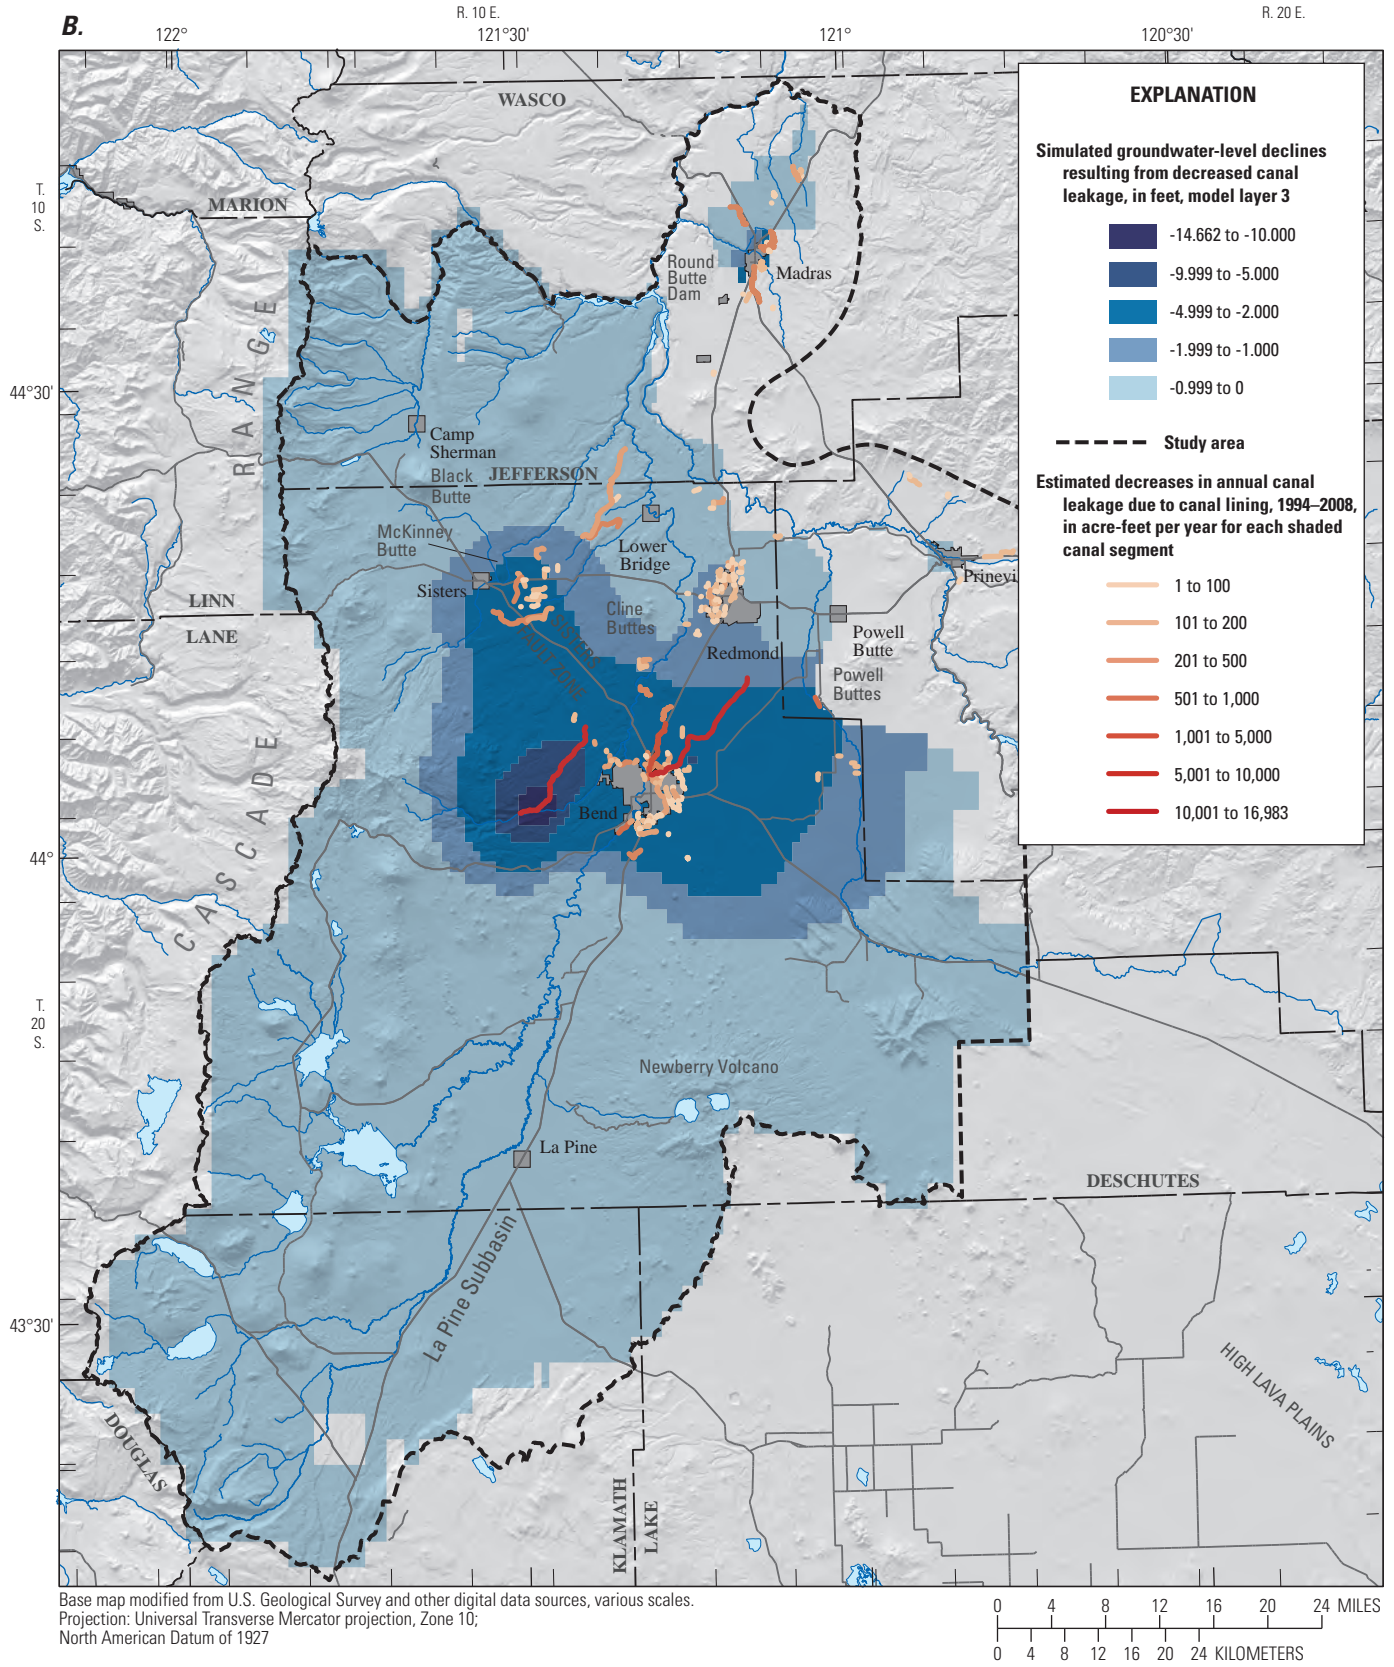 B.
R. 10 E.
R. 20 E.
122°
121°30'
121°
120°30'
EXPLANATION
Simulated groundwater-level declines
resulting from decreased canal
leakage, in feet, model layer 3
-14.662 to -10.000
-9.999 to -5.000
-4.999 to -2.000
-1.999 to -1.000
-0.999 to 0
Study area
Estimated decreases in annual canal
leakage due to canal lining, 1994–2008,
in acre-feet per year for each shaded
canal segment
1 to 100
101 to 200
201 to 500
501 to 1,000
1,001 to 5,000
5,001 to 10,000
10,001 to 16,983
WASCO
T.
10
S.
MARION
Round
Butte
Dam
Madras
44°30'
CASCADE RANGE
Camp
Sherman
Black
Butte
JEFFERSON
McKinney
Butte
Lower
Bridge
Sisters
Prinevi
LINN
LANE
Cline
Buttes
SISTERS
FAULT ZONE
Redmond
Powell
Butte
Powell
Buttes
Bend
44°
T.
20
S.
Newberry Volcano
La Pine
DESCHUTES
La Pine Subbasin
43°30'
HIGH LAVA PLAINS
DOUGLAS
KLAMATH
LAKE
Base map modified from U.S. Geological Survey and other digital data sources, various scales.
Projection: Universal Transverse Mercator projection, Zone 10;
North American Datum of 1927
0 4 8 12 16 20 24 MILES
0 4 8 12 16 20 24 KILOMETERS